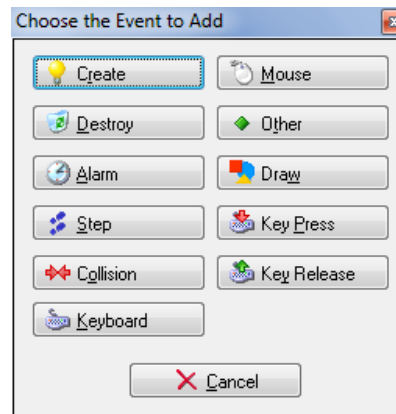 Choose the Event to Add
Create
Mouse
Destroy
Other
Alarm
Draw
Step
Key Press
Collision
Key Release
Keyboard
Cancel